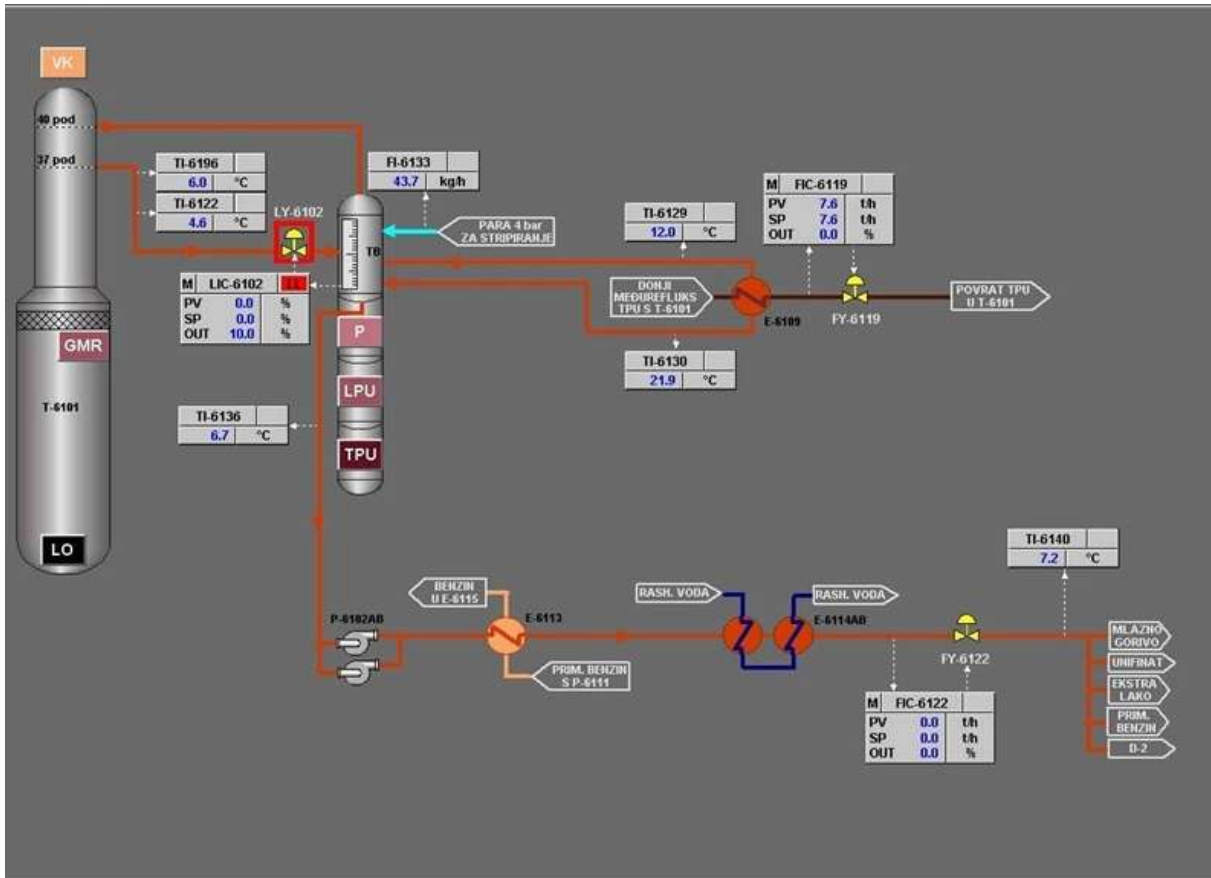 VK
40 pod
37 pod
TI-6196
6.0 °C
TI-6122
4.6 °C
LY-6102
FI-6133
43.7 kg/h
PARA 4 bar
ZA STRIPIRANJE
M LIC-6102 LL
PV 0.0 %
SP 0.0 %
OUT 10.0 %
TI-6129
12.0 °C
M FIC-6119
PV 7.6 t/h
SP 7.6 t/h
OUT 0.0 %
DONJI
MEĐUREFLUKS
TPU S T-6101
E-6109
FY-6119
POVRAT TPU
U T-6101
TI-6130
21.9 °C
GMR
T-6101
LO
P
LPU
TPU
TI-6136
6.7 °C
P-6102AB
BENZIN
U E-6115
E-6113
PRIM. BENZIN
S P-6111
RASH. VODA
RASH. VODA
E-6114AB
FY-6122
TI-6140
7.2 °C
M FIC-6122
PV 0.0 t/h
SP 0.0 t/h
OUT 0.0 %
MLAZNO
GORIVO
UNIFINAT
EKSTRA
LAKO
PRIM.
BENZIN
D-2